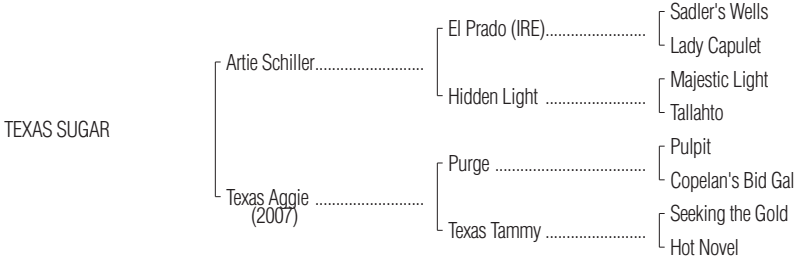 Sadler's Wells
El Prado (IRE)........................
Lady Capulet
Artie Schiller..........................
Majestic Light
Hidden Light ........................
Tallahto
TEXAS SUGAR
Pulpit
Purge ....................................
Copelan's Bid Gal
Texas Aggie ..........................
(2007)
Seeking the Gold
Texas Tammy ........................
Hot Novel